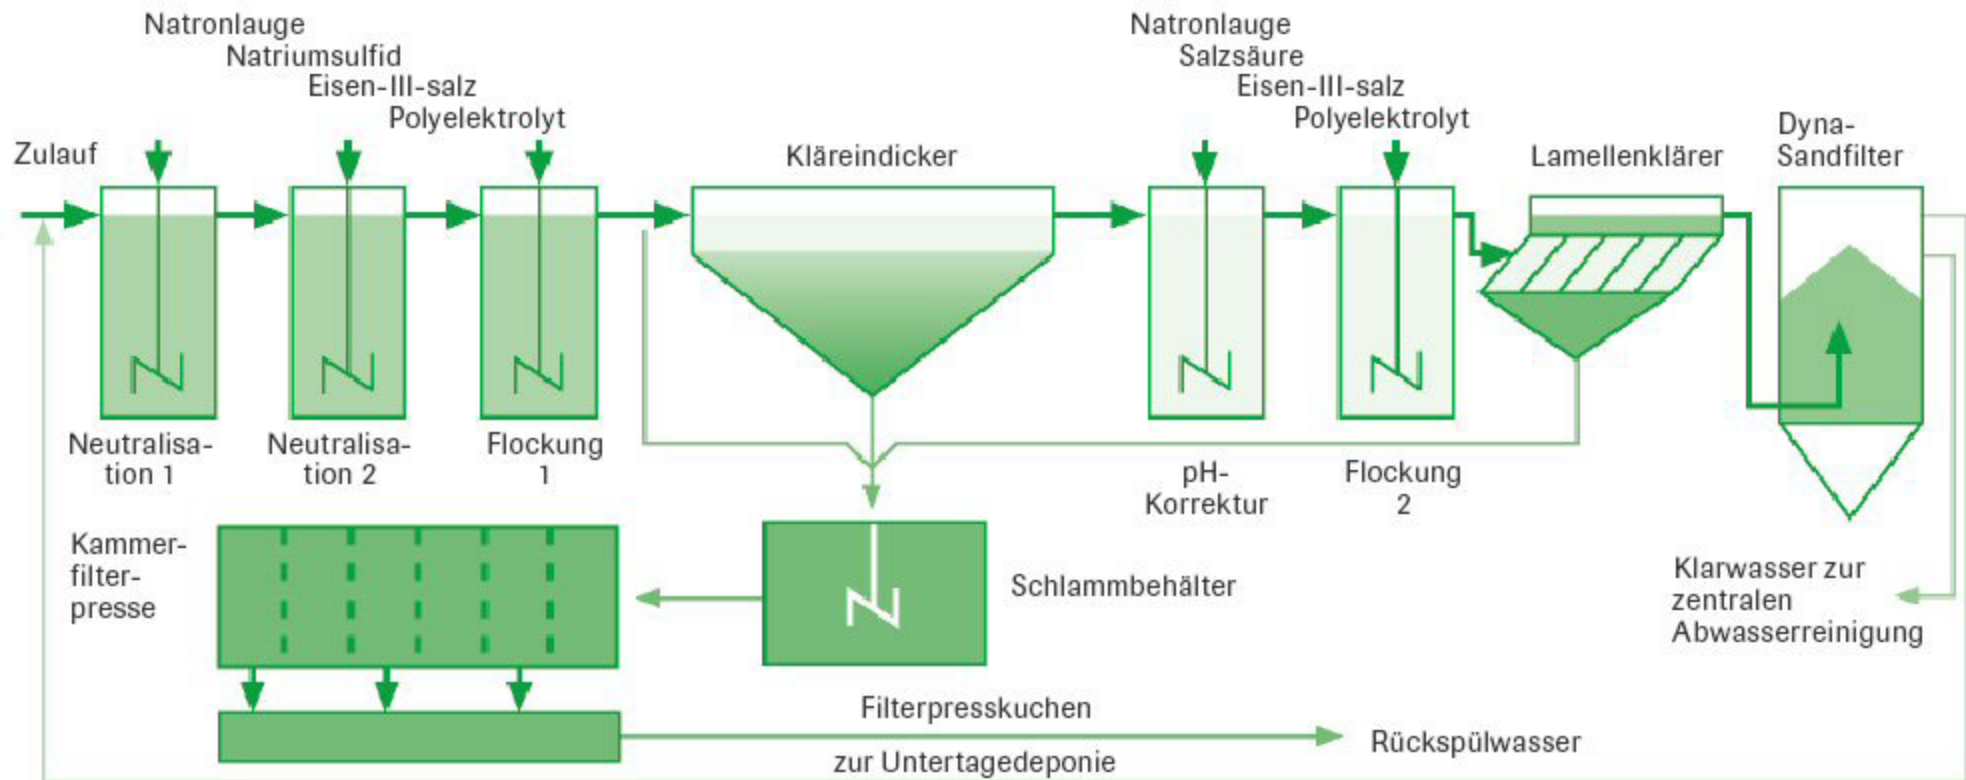 Natronlauge
Natriumsulfid
Eisen-III-salz
Polyelektrolyt
Natronlauge
Salzsäure
Eisen-III-salz
Polyelektrolyt
Zulauf
Kläreindicker
Lamellenklärer
Dyna-
Sandfilter
Neutralisa-
tion 1
Neutralisa-
tion 2
Flockung
1
pH-
Korrektur
Flockung
2
Kammer-
filter-
presse
Schlammbehälter
Klarwasser zur
zentralen
Abwasserreinigung
Filterpresskuchen
zur Untertagedeponie
Rückspülwasser